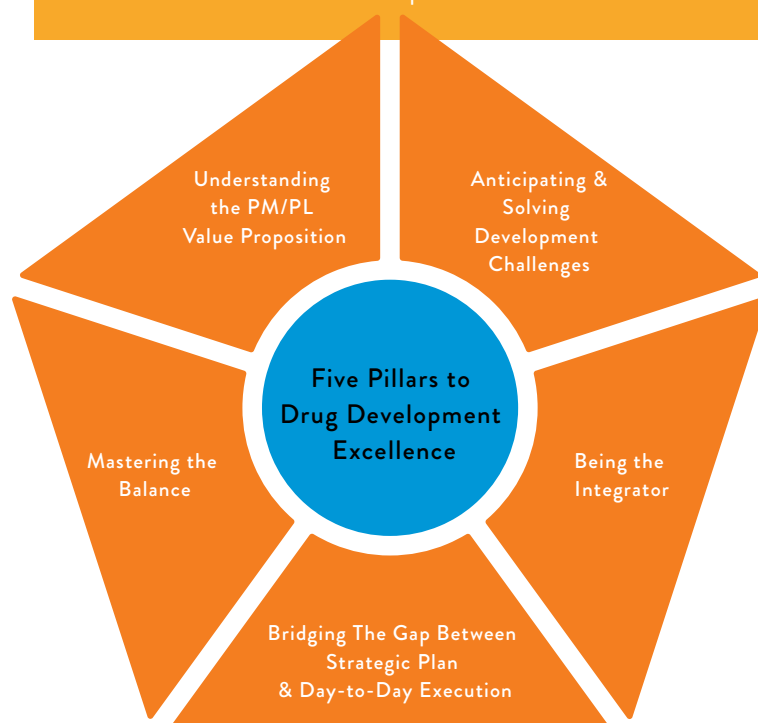 Understanding
the PM/PL
Value Proposition
Anticipating &
Solving
Development
Challenges
Five Pillars to
Drug Development
Excellence
Mastering the
Balance
Being the
Integrator
Bridging The Gap Between
Strategic Plan
& Day-to-Day Execution